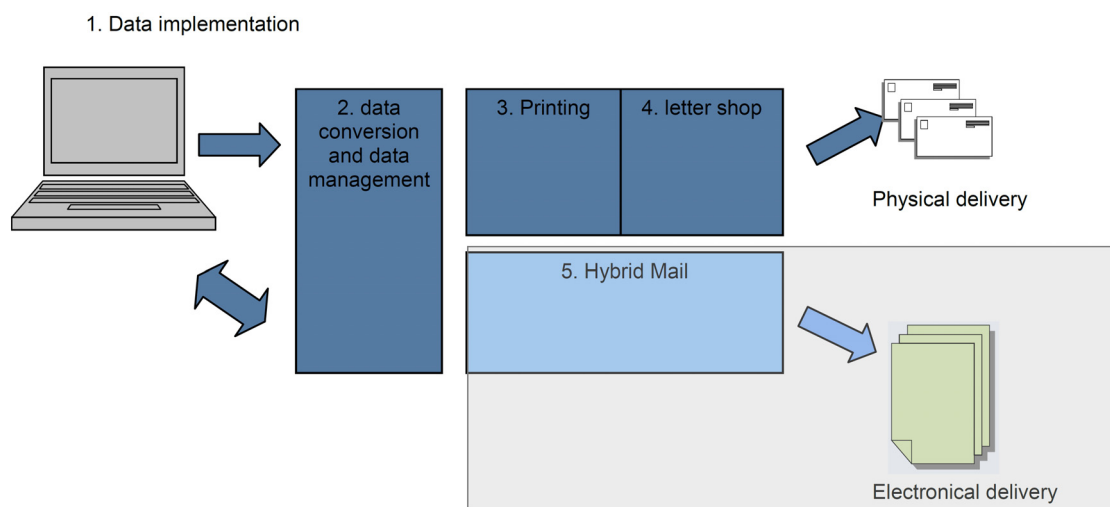 1. Data implementation
2. data
conversion
and data
management
3. Printing
4. letter shop
Physical delivery
5. Hybrid Mail
Electronical delivery